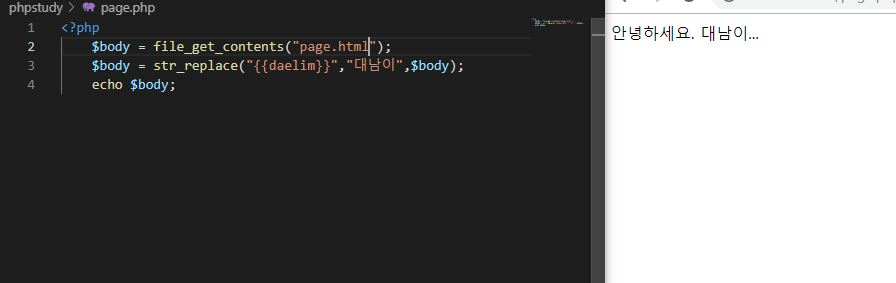 phpstudy > page.php
1 <?php
2 $body = file_get_contents("page.html");
3 $body = str_replace("{{daelim}}","대남이",$body);
4 echo $body;
안녕하세요. 대남이...